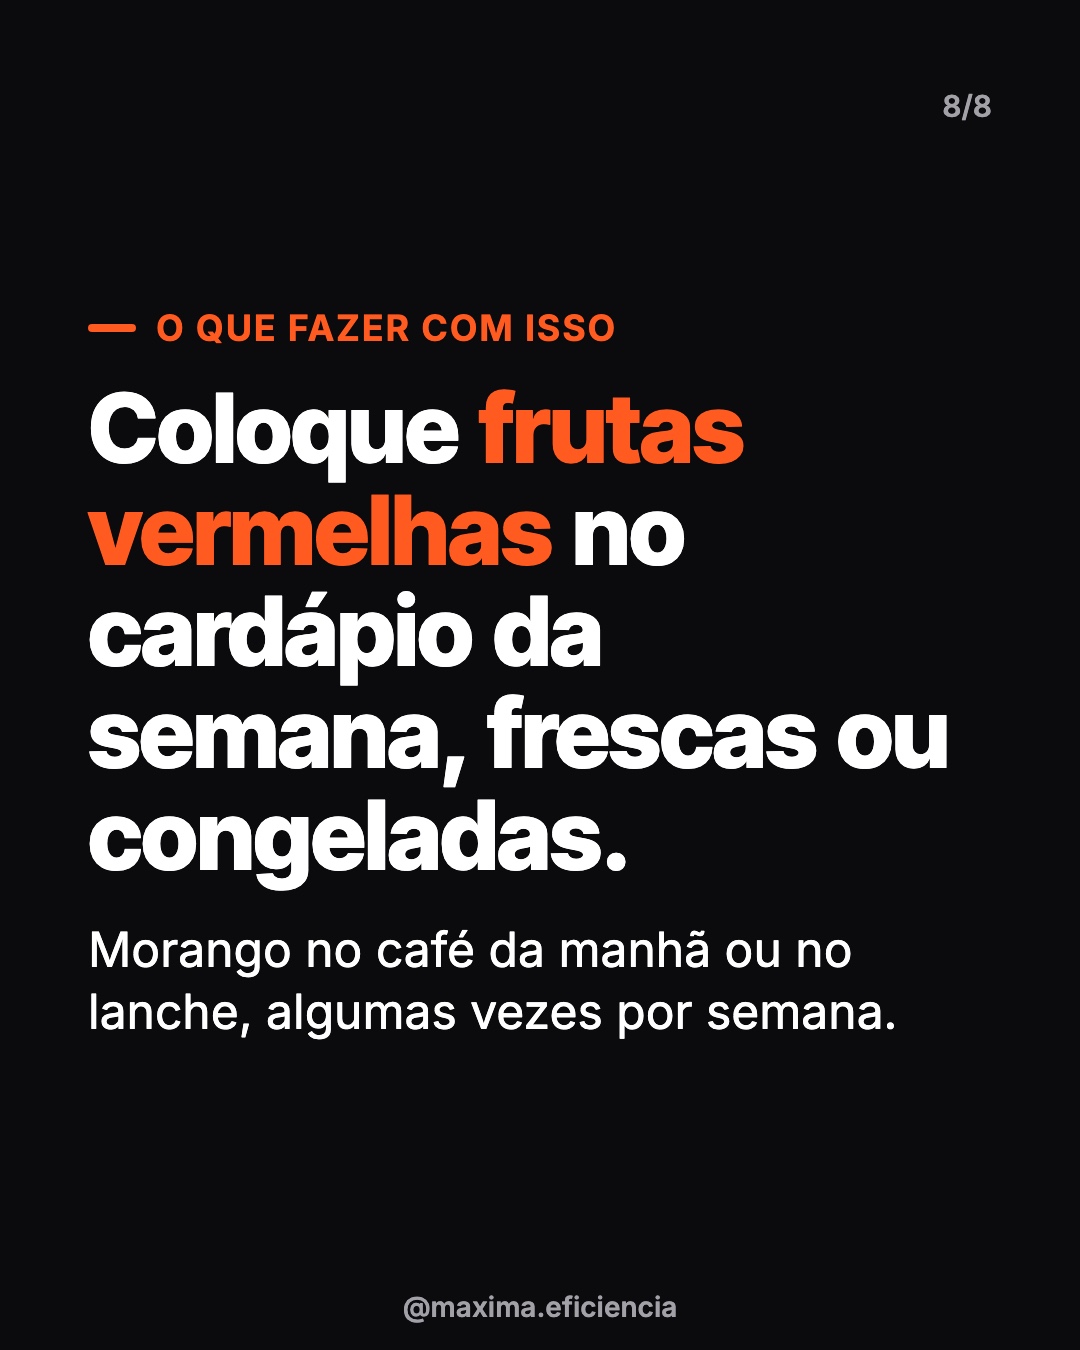 8/8
O QUE FAZER COM ISSO
Coloque frutas
vermelhas no
cardápio da
semana, frescas ou
congeladas.
Morango no café da manhã ou no
lanche, algumas vezes por semana.
@maxima.eficiencia